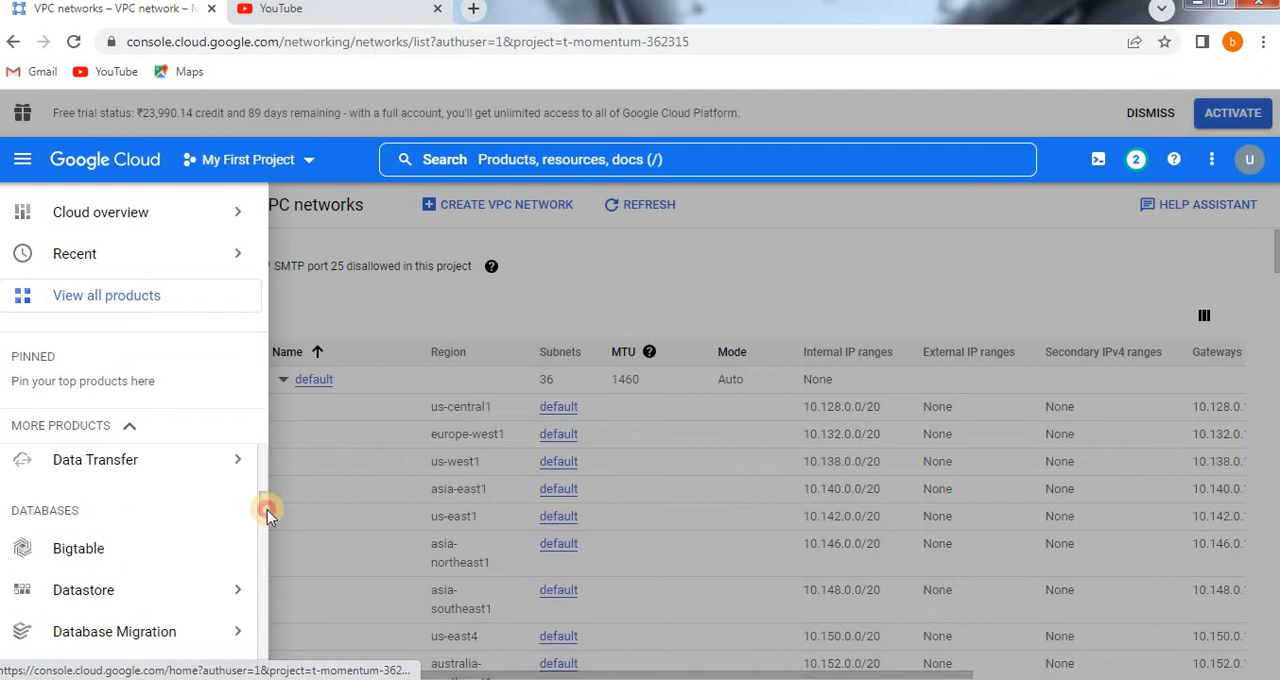 VPC networks – VPC network –
YouTube
console.cloud.google.com/networking/networks/list?authuser=1&project=t-momentum-362315
b
Gmail YouTube Maps
Free trial status: ₹23,990.14 credit and 89 days remaining - with a full account, you'll get unlimited access to all of Google Cloud Platform.
DISMISS ACTIVATE
Google Cloud My First Project Search Products, resources, docs (/) 2 u
Cloud overview
Recent
View all products
PINNED
Pin your top products here
MORE PRODUCTS
Data Transfer
DATABASES
Bigtable
Datastore
Database Migration
https://console.cloud.google.com/home?authuser=1&project=t-momentum-362...
PC networks CREATE VPC NETWORK REFRESH HELP ASSISTANT
SMTP port 25 disallowed in this project
Name Region Subnets MTU Mode Internal IP ranges External IP ranges Secondary IPv4 ranges Gateways
default 36 1460 Auto None
us-central1 default 10.128.0.0/20 None None 10.128.0.
europe-west1 default 10.132.0.0/20 None None 10.132.0.
us-west1 default 10.138.0.0/20 None None 10.138.0.
asia-east1 default 10.140.0.0/20 None None 10.140.0.
us-east1 default 10.142.0.0/20 None None 10.142.0.
asia-northeast1 default 10.146.0.0/20 None None 10.146.0.
asia-southeast1 default 10.148.0.0/20 None None 10.148.0.
us-east4 default 10.150.0.0/20 None None 10.150.0.
australia- default 10.152.0.0/20 None None 10.152.0.